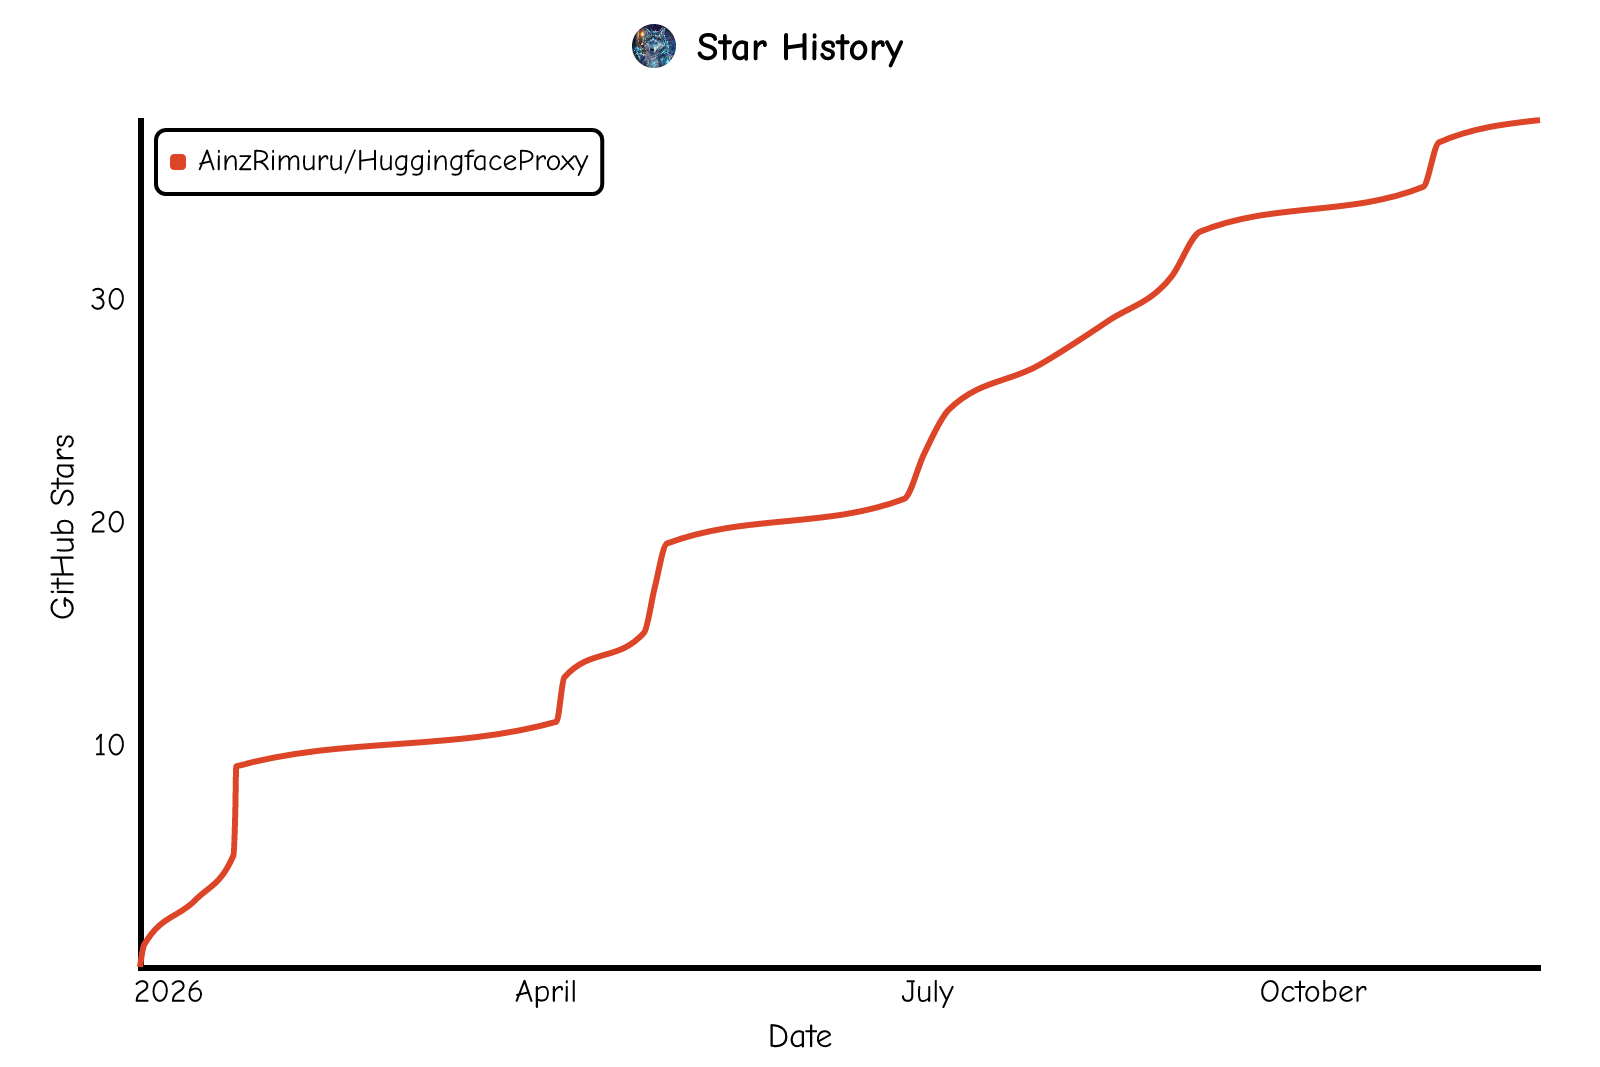 Star History
AinzRimuru/HuggingfaceProxy
30
20
10
GitHub Stars
2026
April
July
October
Date